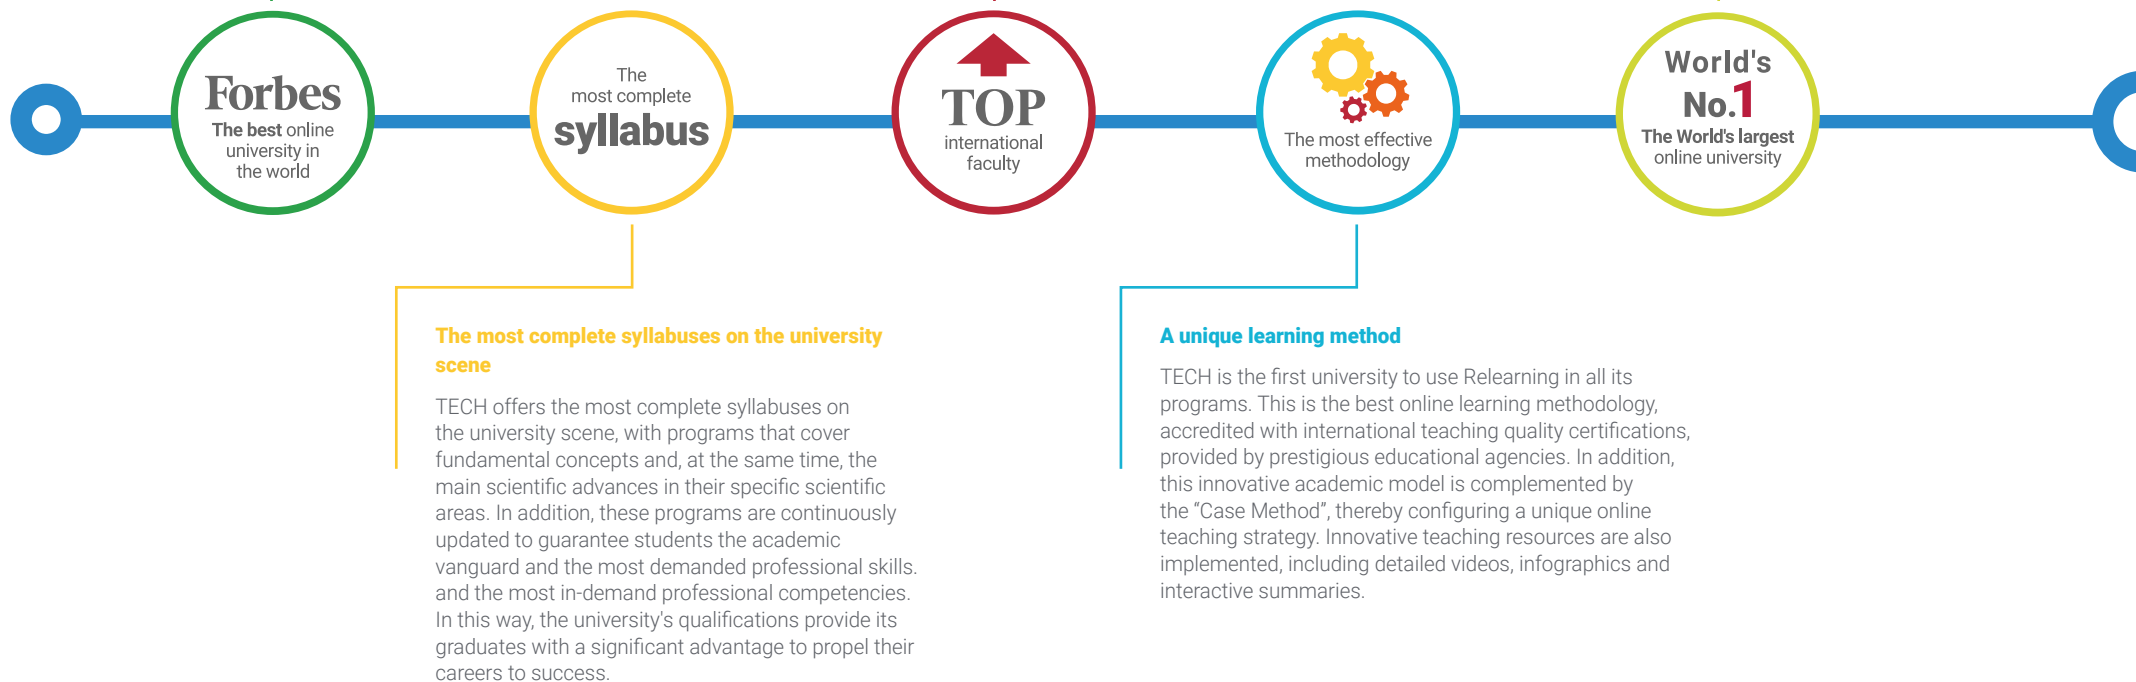 Forbes
The best online
university in
the world
The
most complete
syllabus
TOP
international
faculty
The most effective
methodology
World's
No.1
The World's largest
online university
The most complete syllabuses on the university
scene
TECH offers the most complete syllabuses on
the university scene, with programs that cover
fundamental concepts and, at the same time, the
main scientific advances in their specific scientific
areas. In addition, these programs are continuously
updated to guarantee students the academic
vanguard and the most demanded professional skills.
and the most in-demand professional competencies.
In this way, the university's qualifications provide its
graduates with a significant advantage to propel their
careers to success.
A unique learning method
TECH is the first university to use Relearning in all its
programs. This is the best online learning methodology,
accredited with international teaching quality certifications,
provided by prestigious educational agencies. In addition,
this innovative academic model is complemented by
the “Case Method”, thereby configuring a unique online
teaching strategy. Innovative teaching resources are also
implemented, including detailed videos, infographics and
interactive summaries.